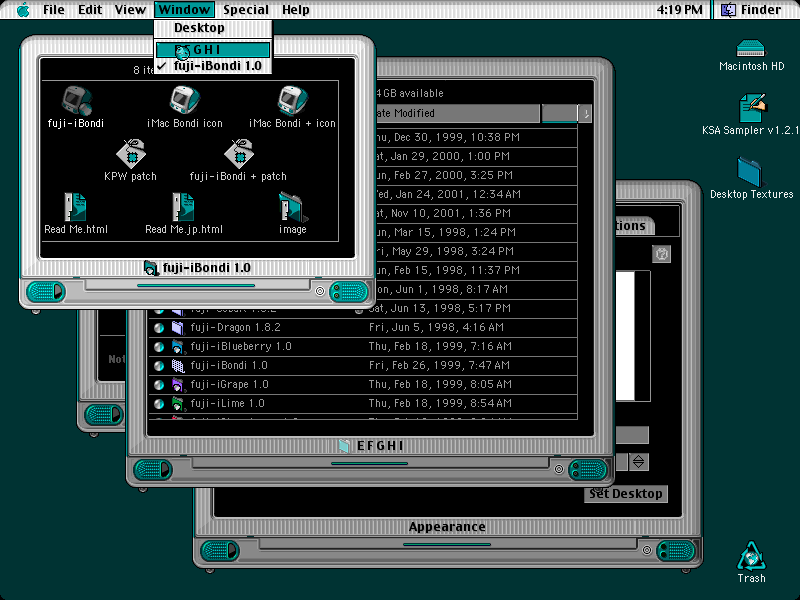 File Edit View Window Special Help 4:19 PM Finder
Desktop
EFGHI
✓ fuji-iBondi 1.0
8 ite
fuji-iBondi iMac Bondi icon iMac Bondi + icon
KPW patch fuji-iBondi + patch
Read Me.html Read Me.jp.html image
fuji-iBondi 1.0
4GB available
ate Modified
hu, Dec 30, 1999, 10:38 PM
at, Jan 29, 2000, 1:00 PM
un, Feb 27, 2000, 3:25 PM
Wed, Jan 24, 2001, 12:34 AM
at, Nov 10, 2001, 1:36 PM
un, Mar 15, 1998, 1:24 PM
ri, May 29, 1998, 3:24 PM
un, Feb 15, 1998, 11:37 PM
on, Jun 1, 1998, 8:17 AM
Sat, Jun 13, 1998, 5:17 PM
fuji-Dragon 1.8.2 Fri, Jun 5, 1998, 4:16 AM
fuji-iBlueberry 1.0 Thu, Feb 18, 1999, 7:16 AM
fuji-iBondi 1.0 Fri, Feb 26, 1999, 7:47 AM
fuji-iGrape 1.0 Thu, Feb 18, 1999, 8:05 AM
fuji-iLime 1.0 Thu, Feb 18, 1999, 8:54 AM
EFGHI
Not
tions
Set Desktop
Appearance
Macintosh HD
KSA Sampler v1.2.1
Desktop Textures
Trash